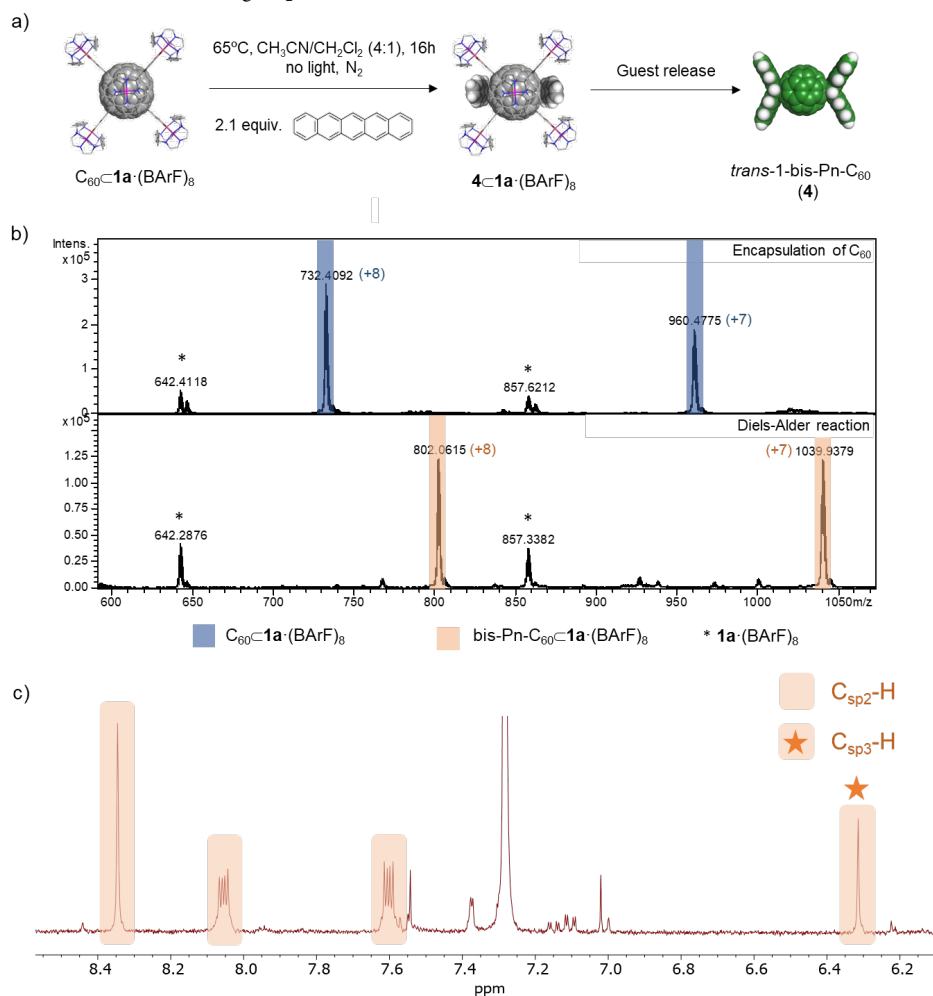 a)
65ºC, CH3CN/CH2Cl2 (4:1), 16h
no light, N2
2.1 equiv.
Guest release
C60⊂1a·(BArF)8
4⊂1a·(BArF)8
trans-1-bis-Pn-C60
(4)
b)
Intens.
x10^5
Encapsulation of C60
732.4092 (+8)
960.4775 (+7)
3
2
1
0
*
642.4118
*
857.6212
x10^5
Diels-Alder reaction
802.0615 (+8)
(+7) 1039.9379
1.25
1.00
0.75
0.50
0.25
0.00
*
642.2876
*
857.3382
600 650 700 750 800 850 900 950 1000 1050 m/z
C60⊂1a·(BArF)8 bis-Pn-C60⊂1a·(BArF)8 * 1a·(BArF)8
c)
Csp2-H
Csp3-H
8.4 8.2 8.0 7.8 7.6 7.4 7.2 7.0 6.8 6.6 6.4 6.2
ppm